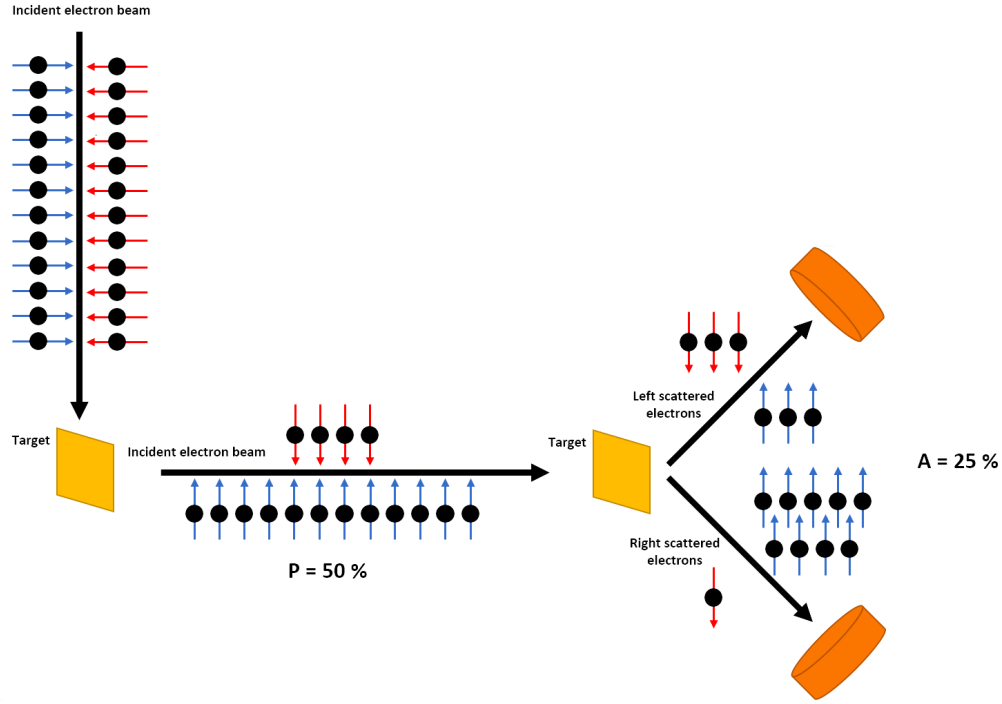 Incident electron beam
Target
Incident electron beam
P = 50 %
Target
Left scattered
electrons
Right scattered
electrons
A = 25 %